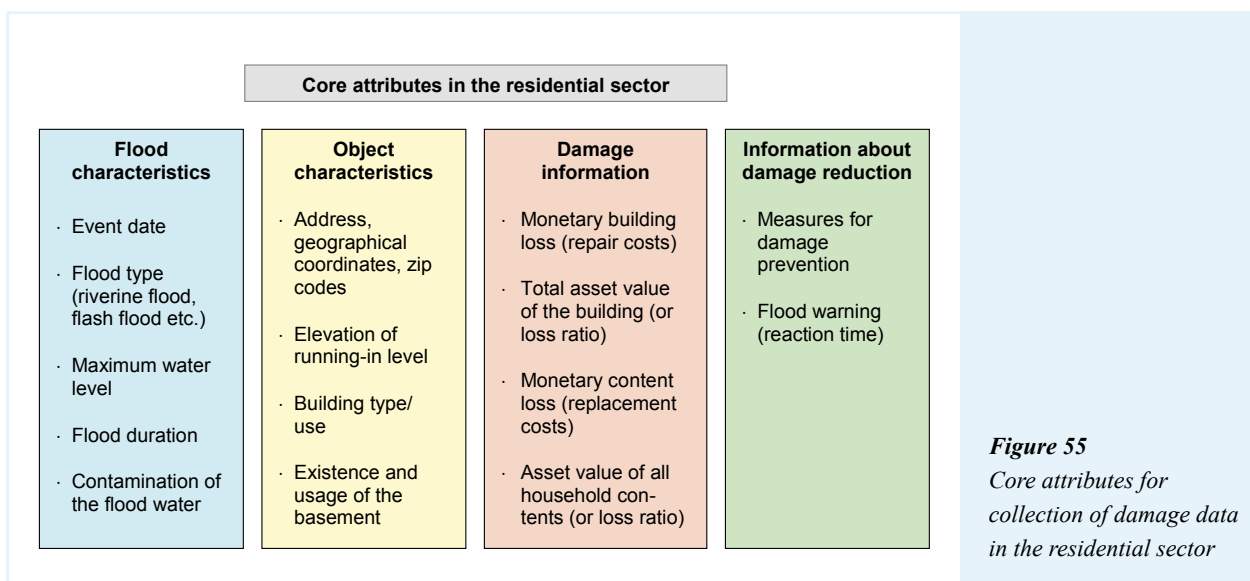 Core attributes in the residential sector
Flood
characteristics
· Event date
· Flood type
(riverine flood,
flash flood etc.)
· Maximum water
level
· Flood duration
· Contamination of
the flood water
Object
characteristics
· Address,
geographical
coordinates, zip
codes
· Elevation of
running-in level
· Building type/
use
· Existence and
usage of the
basement
Damage
information
· Monetary building
loss (repair costs)
· Total asset value
of the building (or
loss ratio)
· Monetary content
loss (replacement
costs)
· Asset value of all
household con-
tents (or loss ratio)
Information about
damage reduction
· Measures for
damage
prevention
· Flood warning
(reaction time)
Figure 55
Core attributes for
collection of damage data
in the residential sector